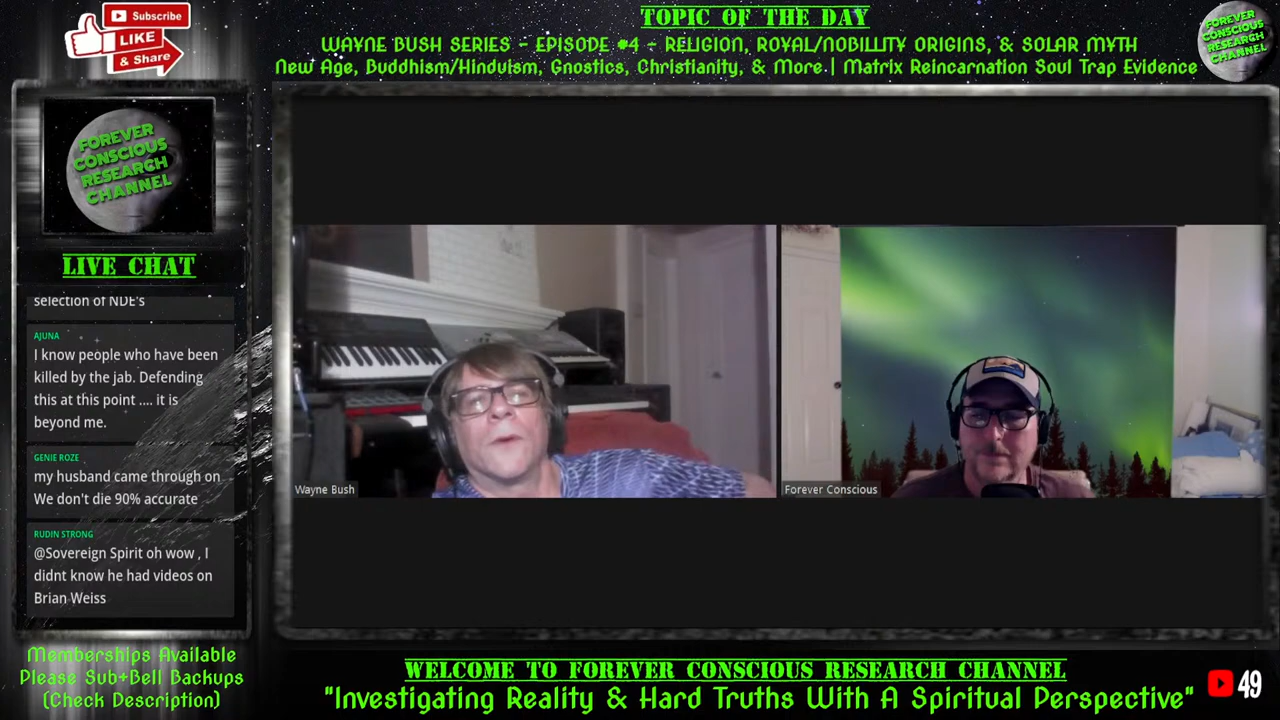 Subscribe
LIKE
& Share
TOPIC OF THE DAY
WAYNE BUSH SERIES - EPISODE #4 - RELIGION, ROYAL/NOBILLITY ORIGINS, & SOLAR MYTH
New Age, Buddhism/Hinduism, Gnostics, Christianity, & More | Matrix Reincarnation Soul Trap Evidence
FOREVER
CONSCIOUS
RESEARCH
CHANNEL
FOREVER
CONSCIOUS
RESEARCH
CHANNEL
LIVE CHAT
selection of NDE's
AJUNA
I know people who have been
killed by the jab. Defending
this at this point .... it is
beyond me.
GENIE ROZE
my husband came through on
We don't die 90% accurate
RUDIN STRONG
@Sovereign Spirit oh wow , I
didnt know he had videos on
Brian Weiss
Wayne Bush
Forever Conscious
Memberships Available
Please Sub+Bell Backups
(Check Description)
WELCOME TO FOREVER CONSCIOUS RESEARCH CHANNEL
"Investigating Reality & Hard Truths With A Spiritual Perspective"
49